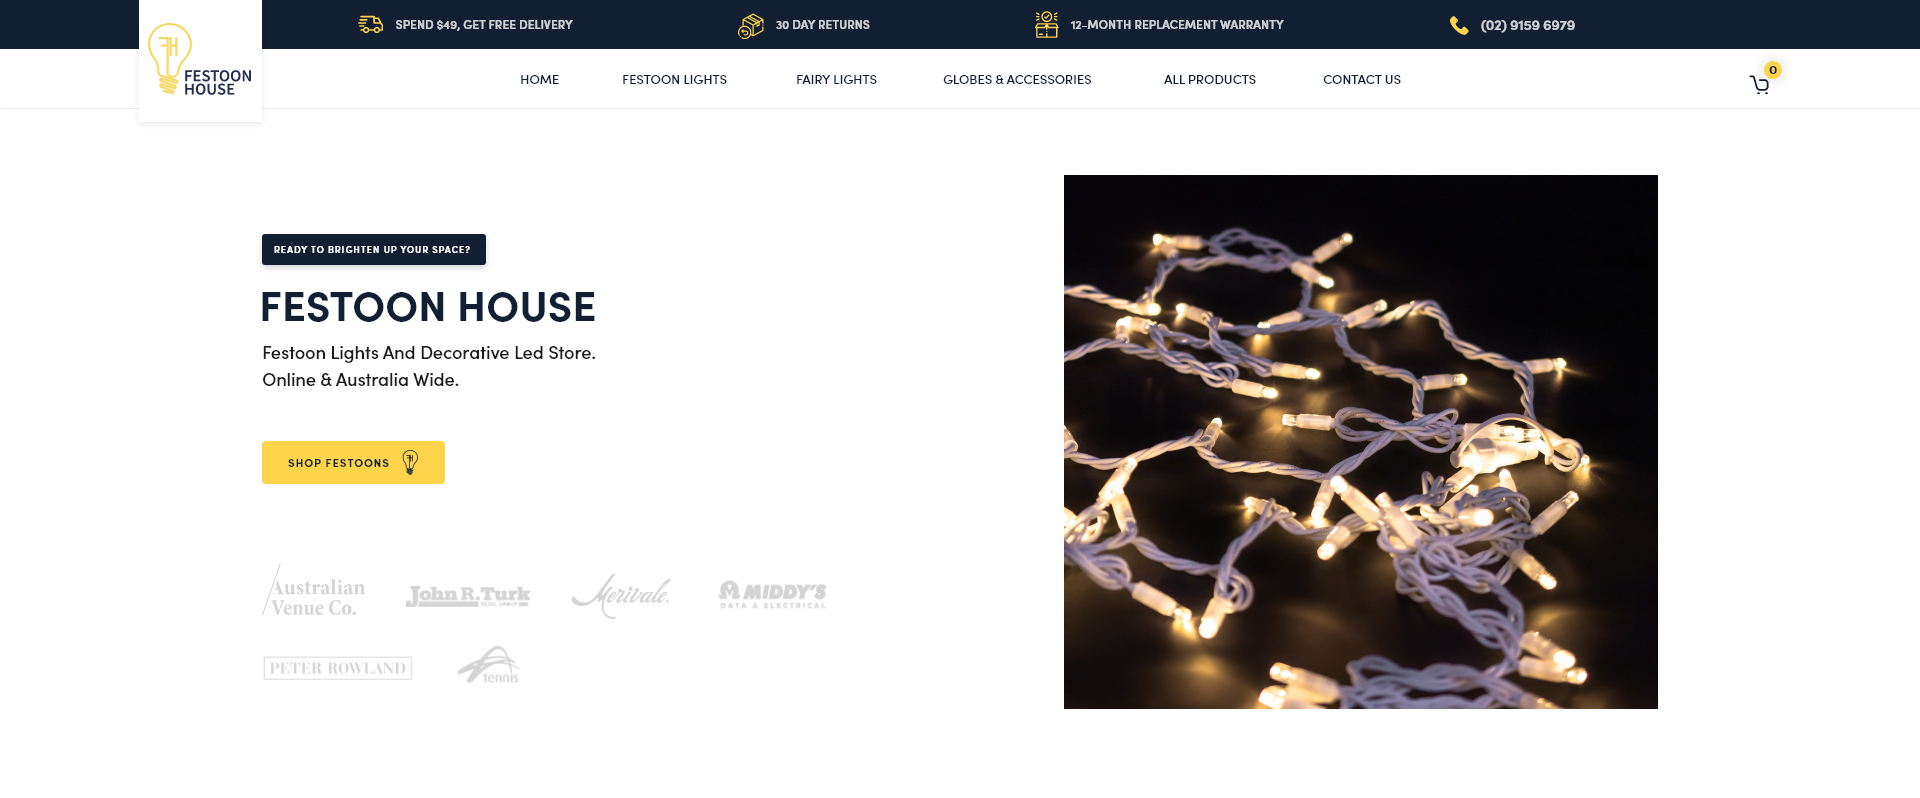 SPEND $49, GET FREE DELIVERY
30 DAY RETURNS
12-MONTH REPLACEMENT WARRANTY
(02) 9159 6979
FH
FESTOON
HOUSE
HOME
FESTOON LIGHTS
FAIRY LIGHTS
GLOBES & ACCESSORIES
ALL PRODUCTS
CONTACT US
0
READY TO BRIGHTEN UP YOUR SPACE?
FESTOON HOUSE
Festoon Lights And Decorative Led Store.
Online & Australia Wide.
SHOP FESTOONS
Australian
Venue Co.
John R. Turk
Merivale.
MIDDY'S
DATA & ELECTRICAL
PETER ROWLAND
tennis